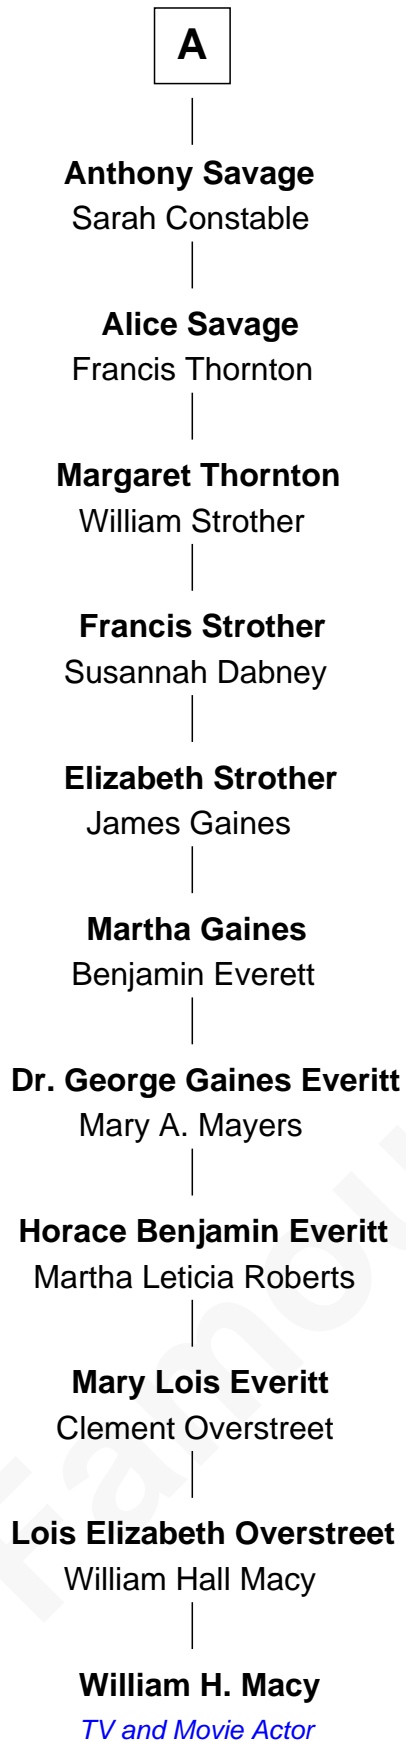 A
Anthony Savage
Sarah Constable
Alice Savage
Francis Thornton
Margaret Thornton
William Strother
Francis Strother
Susannah Dabney
Elizabeth Strother
James Gaines
Martha Gaines
Benjamin Everett
Dr. George Gaines Everitt
Mary A. Mayers
Horace Benjamin Everitt
Martha Leticia Roberts
Mary Lois Everitt
Clement Overstreet
Lois Elizabeth Overstreet
William Hall Macy
William H. Macy
TV and Movie Actor